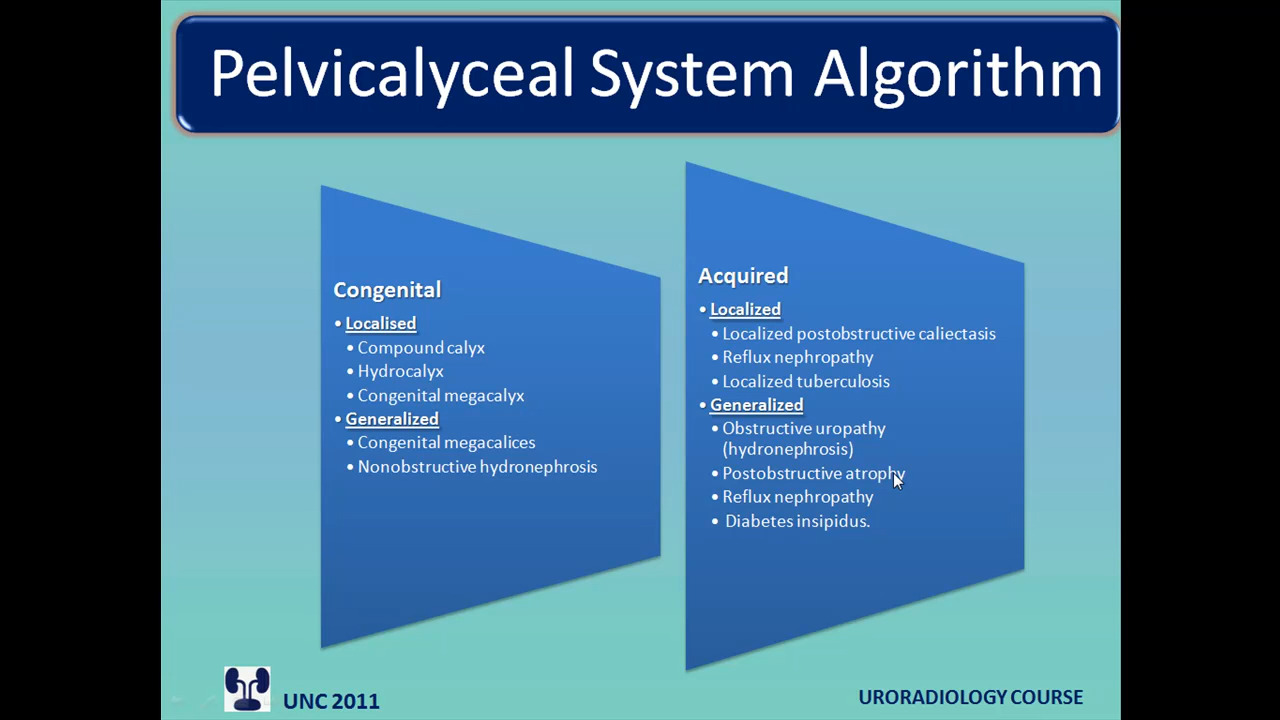 Pelvicalyceal System Algorithm
Congenital
• Localised
• Compound calyx
• Hydrocalyx
• Congenital megacalyx
• Generalized
• Congenital megacalices
• Nonobstructive hydronephrosis
Acquired
• Localized
• Localized postobstructive caliectasis
• Reflux nephropathy
• Localized tuberculosis
• Generalized
• Obstructive uropathy
(hydronephrosis)
• Postobstructive atrophy
• Reflux nephropathy
• Diabetes insipidus.
UNC 2011
URORADIOLOGY COURSE